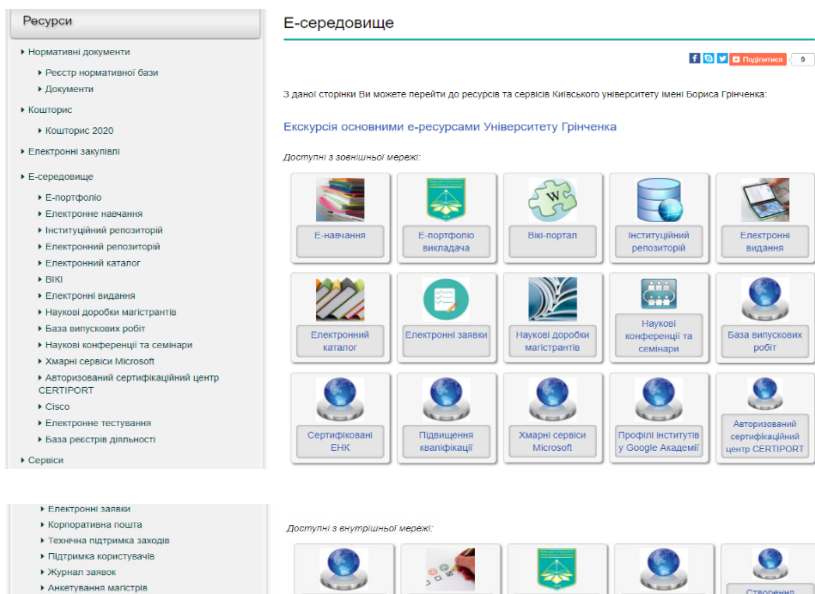 Ресурси
Нормативні документи
Реєстр нормативної бази
Документи
Кошторис
Кошторис 2020
Електронні закупівлі
Е-середовище
Е-портфоліо
Електронне навчання
Інституційний репозиторій
Електронний репозиторій
Електронний каталог
ВІКІ
Електронні видання
Наукові доробки магістрантів
База випускових робіт
Наукові конференції та семінари
Хмарні сервіси Microsoft
Авторизований сертифікаційний центр
CERTIPORT
Cisco
Електронне тестування
База реєстрів діяльності
Сервіси
Е-середовище
Поділитися 9
З даної сторінки Ви можете перейти до ресурсів та сервісів Київського університету імені Бориса Грінченка:
Екскурсія основними е-ресурсами Університету Грінченка
Доступні з зовнішньої мережі:
Е-навчання
Е-портфоліо
викладача
Вікі-портал
Інституційний
репозиторій
Електронні
видання
Електронний
каталог
Електронні заявки
Наукові доробки
магістрантів
Наукові
конференції та
семінари
База випускових
робіт
Сертифіковані
ЕНК
Підвищення
кваліфікації
Хмарні сервіси
Microsoft
Профілі інститутів
у Google Академії
Авторизований
сертифікаційний
центр CERTIPORT
Електронні заявки
Корпоративна пошта
Технічна підтримка заходів
Підтримка користувачів
Журнал заявок
Анкетування магістрів
Доступні з внутрішньої мережі:
Створення